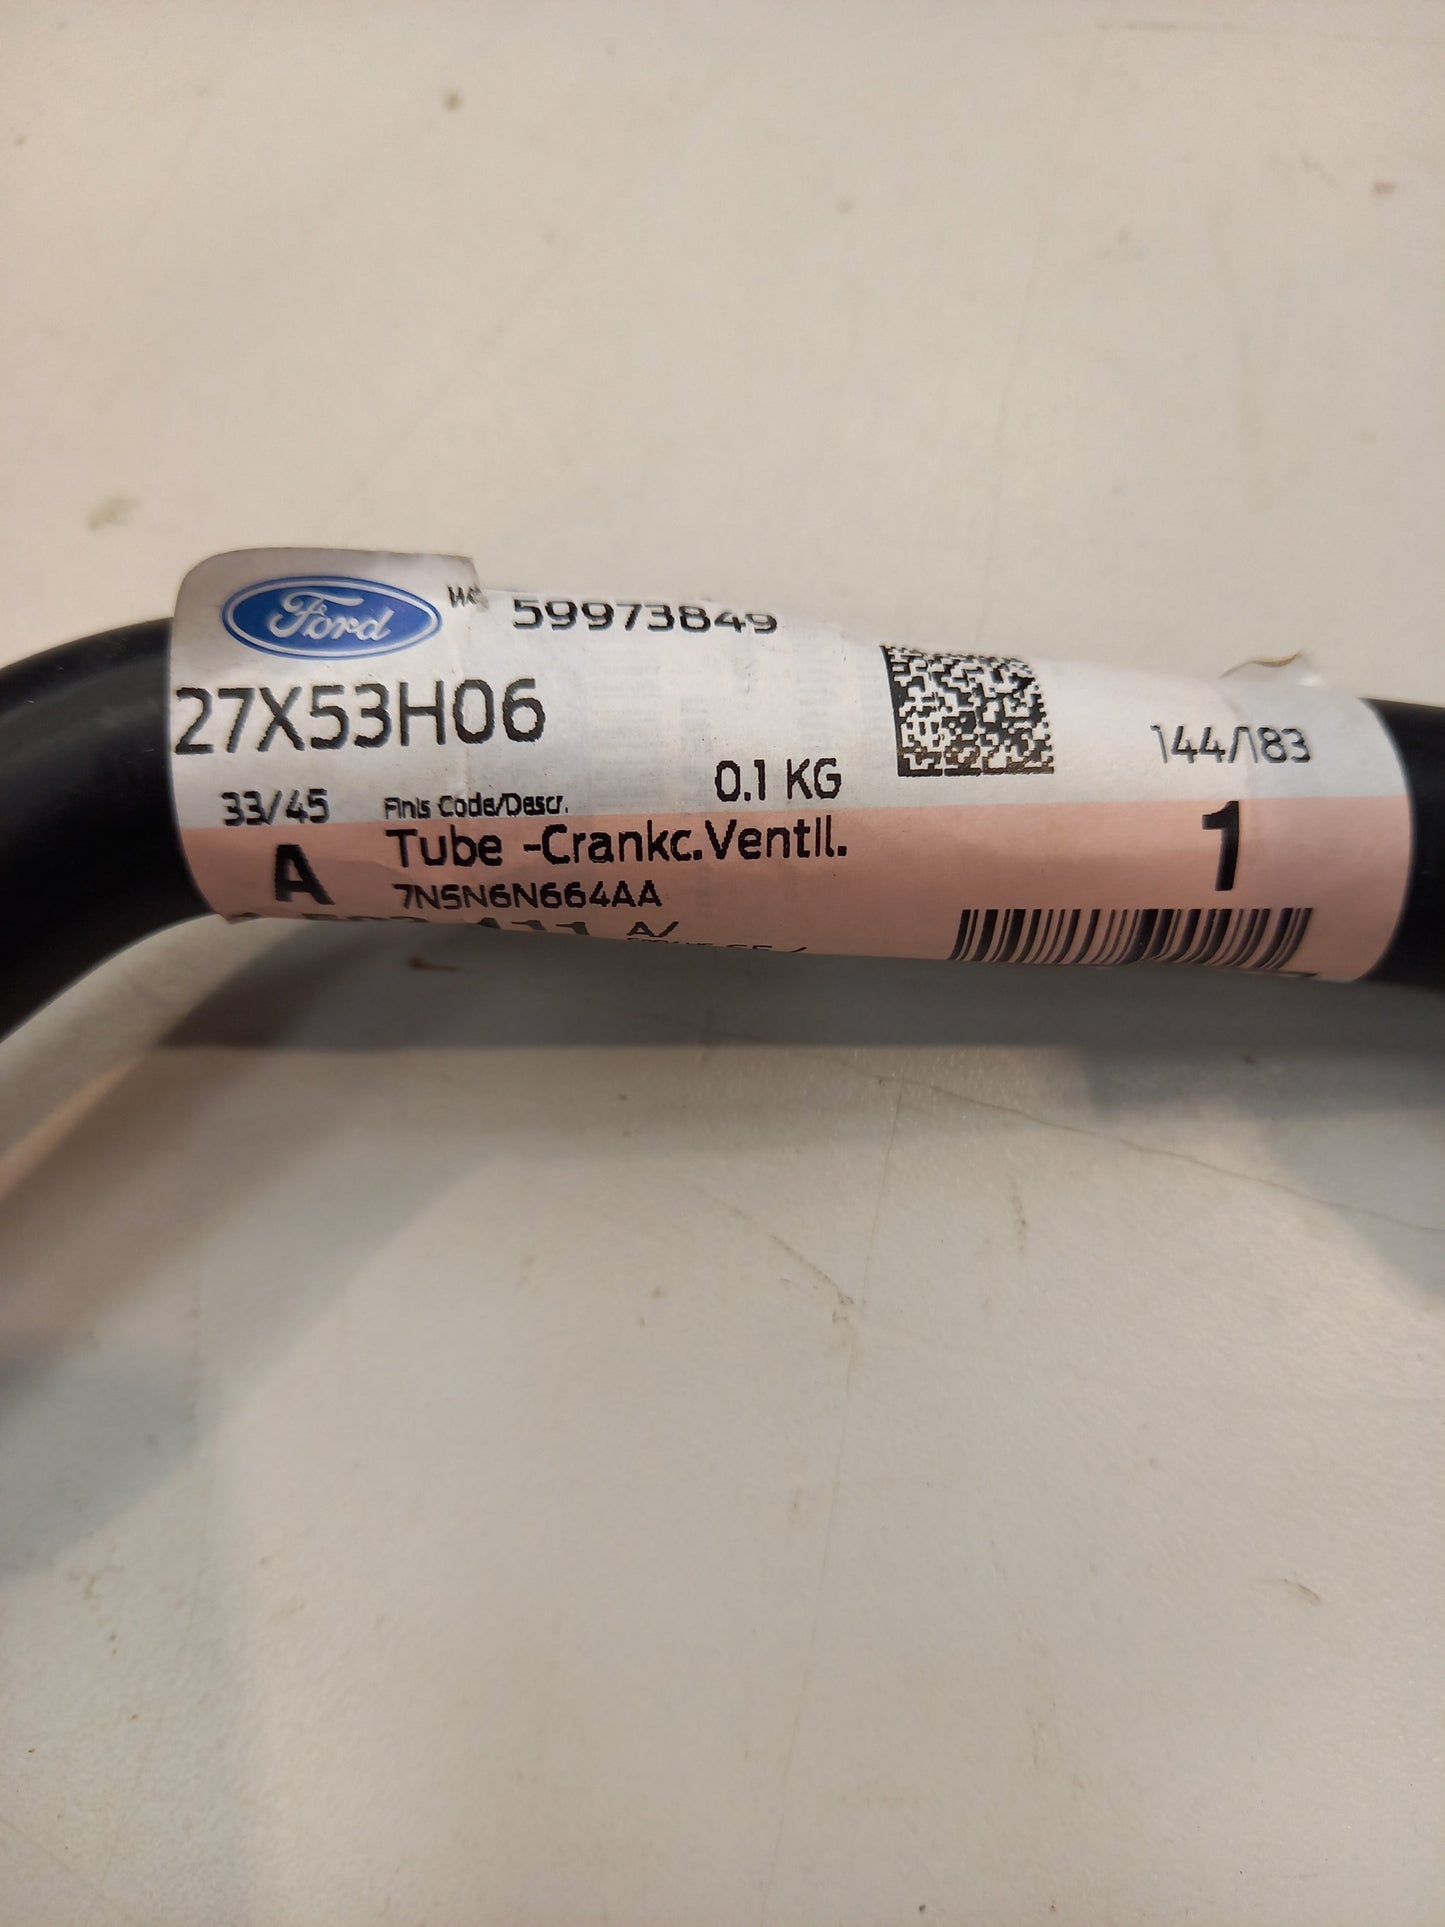 Ford
59973849
27X53H06
144/183
0.1 KG
33/45
Finis Code/Descr.
Tube -Crankc.Ventil.
1
A
7N5N6N664AA
A/